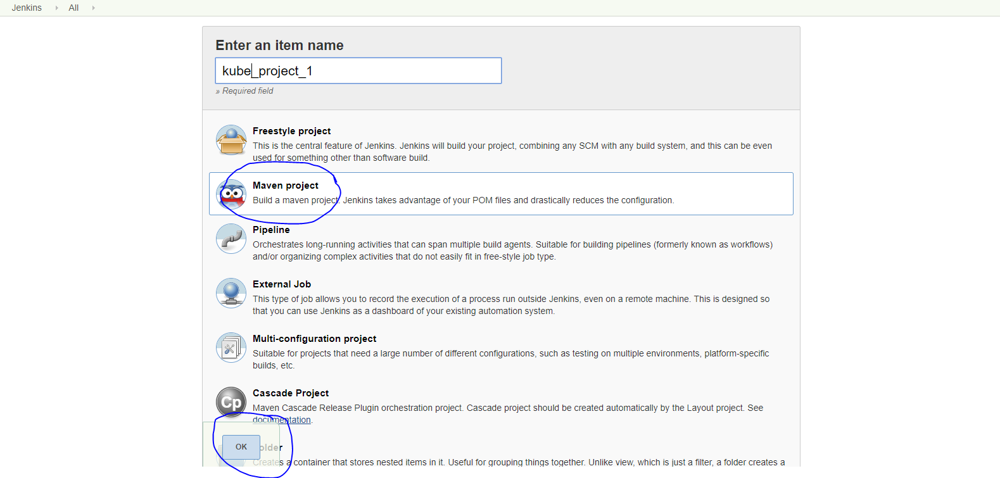 Jenkins All
Enter an item name
kube_project_1
» Required field
Freestyle project
This is the central feature of Jenkins. Jenkins will build your project, combining any SCM with any build system, and this can be even
used for something other than software build.
Maven project
Build a maven project. Jenkins takes advantage of your POM files and drastically reduces the configuration.
Pipeline
Orchestrates long-running activities that can span multiple build agents. Suitable for building pipelines (formerly known as workflows)
and/or organizing complex activities that do not easily fit in free-style job type.
External Job
This type of job allows you to record the execution of a process run outside Jenkins, even on a remote machine. This is designed so
that you can use Jenkins as a dashboard of your existing automation system.
Multi-configuration project
Suitable for projects that need a large number of different configurations, such as testing on multiple environments, platform-specific
builds, etc.
Cp
Cascade Project
Maven Cascade Release Plugin orchestration project. Cascade project should be created automatically by the Layout project. See
documentation.
OK
Folder
Creates a container that stores nested items in it. Useful for grouping things together. Unlike view, which is just a filter, a folder creates a